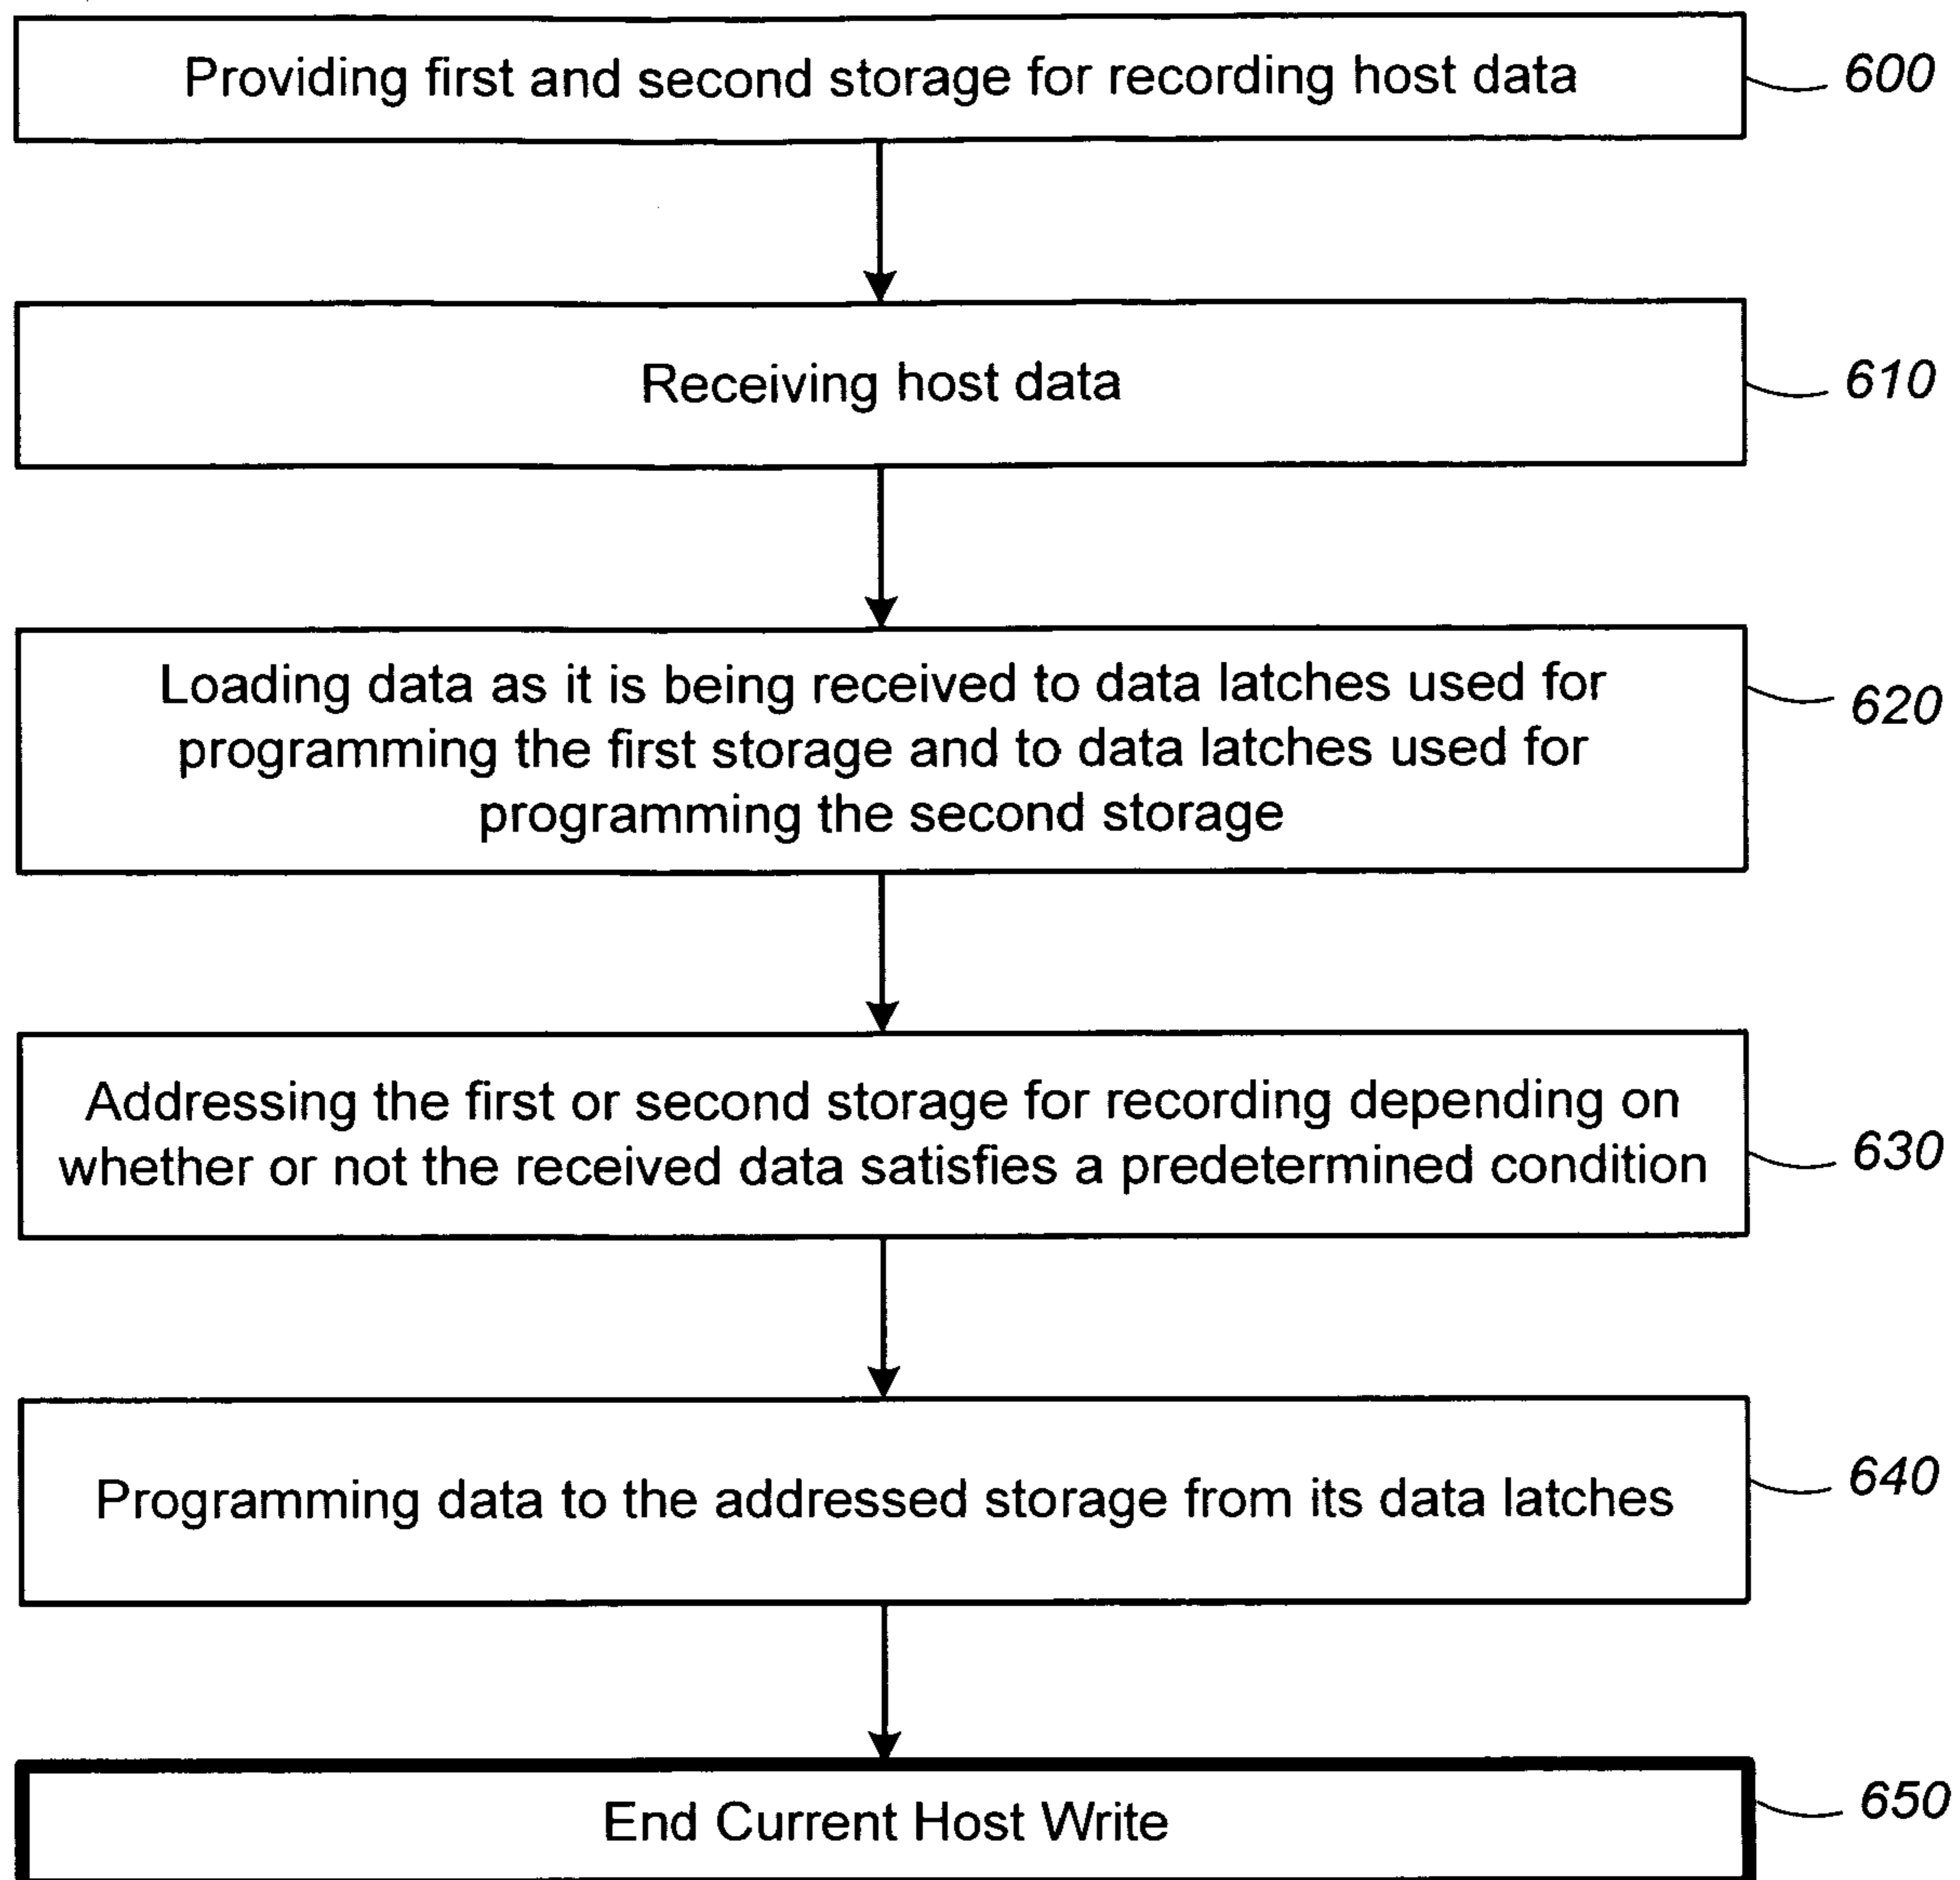 Providing first and second storage for recording host data
600
Receiving host data
610
Loading data as it is being received to data latches used for
programming the first storage and to data latches used for
programming the second storage
620
Addressing the first or second storage for recording depending on
whether or not the received data satisfies a predetermined condition
630
Programming data to the addressed storage from its data latches
640
End Current Host Write
650